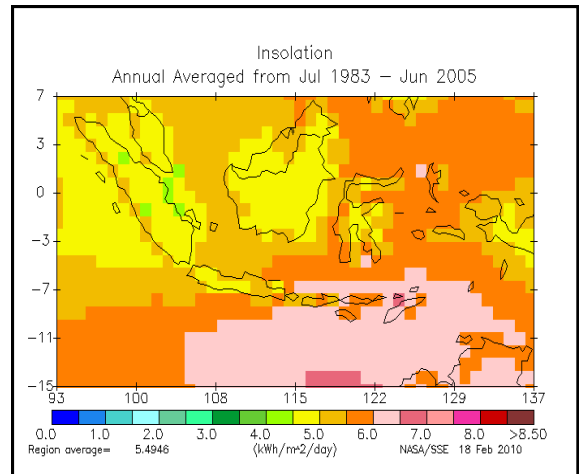 Insolation
Annual Averaged from Jul 1983 - Jun 2005
7
3
0
-3
-7
-11
-15
93 100 108 115 122 129 137
0.0 1.0 2.0 3.0 4.0 5.0 6.0 7.0 8.0 >8.50
Region average= 5.4946 (kWh/m^2/day) NASA/SSE 18 Feb 2010